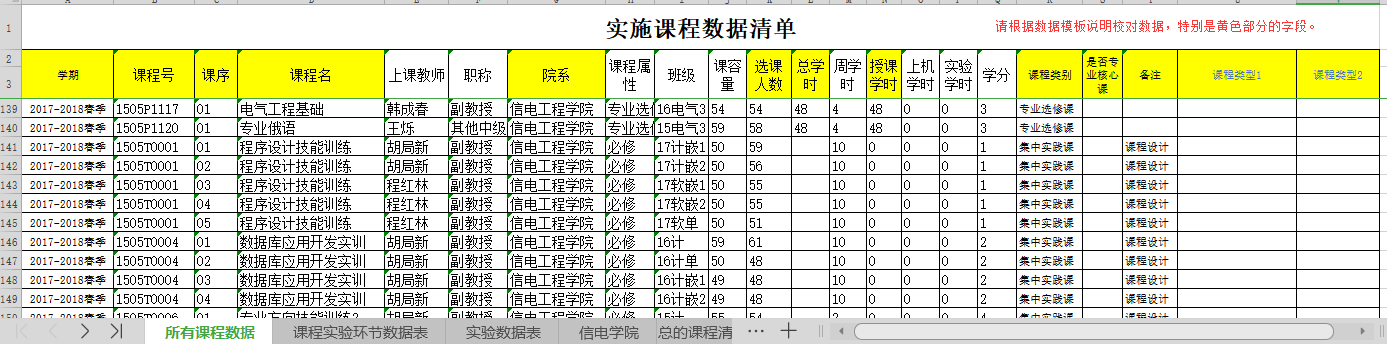 A B C D E F G H I J K L M N O P Q R S T
1 实施课程数据清单 请根据数据模板说明校对数据，特别是黄色部分的字段。
2 3 学期 课程号 课序 课程名 上课教师 职称 院系 课程属性 班级 课容量 选课人数 总学时 周学时 授课学时 上机学时 实验学时 学分 课程类别 是否专业核心课 备注 课程类型1 课程类型2
139 2017-2018春季 1505P1117 01 电气工程基础 韩成春 副教授 信电工程学院 专业选 16电气3 54 54 48 4 48 0 0 3 专业选修课
140 2017-2018春季 1505P1120 01 专业俄语 王烁 其他中级 信电工程学院 专业选 15电气3 59 58 48 4 48 0 0 3 专业选修课
141 2017-2018春季 1505T0001 01 程序设计技能训练 胡局新 副教授 信电工程学院 必修 17计嵌1 50 59 10 0 0 0 1 集中实践课 课程设计
142 2017-2018春季 1505T0001 02 程序设计技能训练 胡局新 副教授 信电工程学院 必修 17计嵌2 50 56 10 0 0 0 1 集中实践课 课程设计
143 2017-2018春季 1505T0001 03 程序设计技能训练 程红林 副教授 信电工程学院 必修 17软嵌1 50 55 10 0 0 0 1 集中实践课 课程设计
144 2017-2018春季 1505T0001 04 程序设计技能训练 程红林 副教授 信电工程学院 必修 17软嵌2 50 55 10 0 0 0 1 集中实践课 课程设计
145 2017-2018春季 1505T0001 05 程序设计技能训练 程红林 副教授 信电工程学院 必修 17软单 50 51 10 0 0 0 1 集中实践课 课程设计
146 2017-2018春季 1505T0004 01 数据库应用开发实训 胡局新 副教授 信电工程学院 必修 16计 59 61 10 0 0 0 2 集中实践课 课程设计
147 2017-2018春季 1505T0004 02 数据库应用开发实训 胡局新 副教授 信电工程学院 必修 16计单 50 48 10 0 0 0 2 集中实践课 课程设计
148 2017-2018春季 1505T0004 03 数据库应用开发实训 胡局新 副教授 信电工程学院 必修 16计嵌1 49 48 10 0 0 0 2 集中实践课 课程设计
149 2017-2018春季 1505T0004 04 数据库应用开发实训 胡局新 副教授 信电工程学院 必修 16计嵌2 49 48 10 0 0 0 2 集中实践课 课程设计
所有课程数据 课程实验环节数据表 实验数据表 信电学院 总的课程清 ···